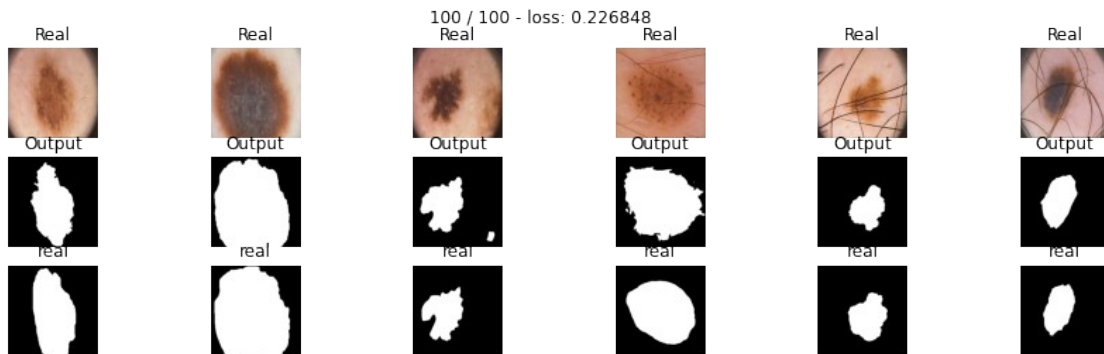 100 / 100 - loss: 0.226848
Real Real Real Real Real Real
Output Output Output Output Output Output
real real real real real real